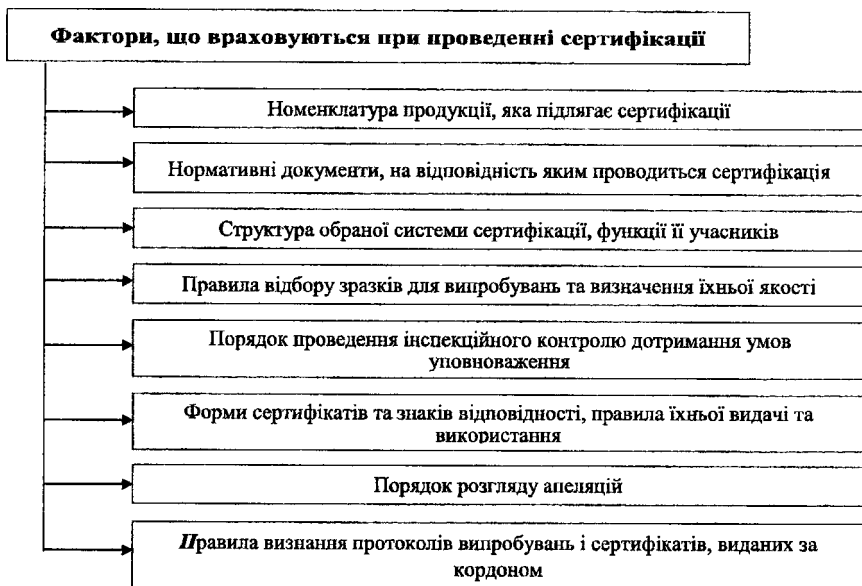 Фактори, що враховуються при проведенні сертифікації
Номенклатура продукції, яка підлягає сертифікації
Нормативні документи, на відповідність яким проводиться сертифікація
Структура обраної системи сертифікації, функції її учасників
Правила відбору зразків для випробувань та визначення їхньої якості
Порядок проведення інспекційного контролю дотримання умов
уповноваження
Форми сертифікатів та знаків відповідності, правила їхньої видачі та
використання
Порядок розгляду апеляцій
Правила визнання протоколів випробувань і сертифікатів, виданих за
кордоном